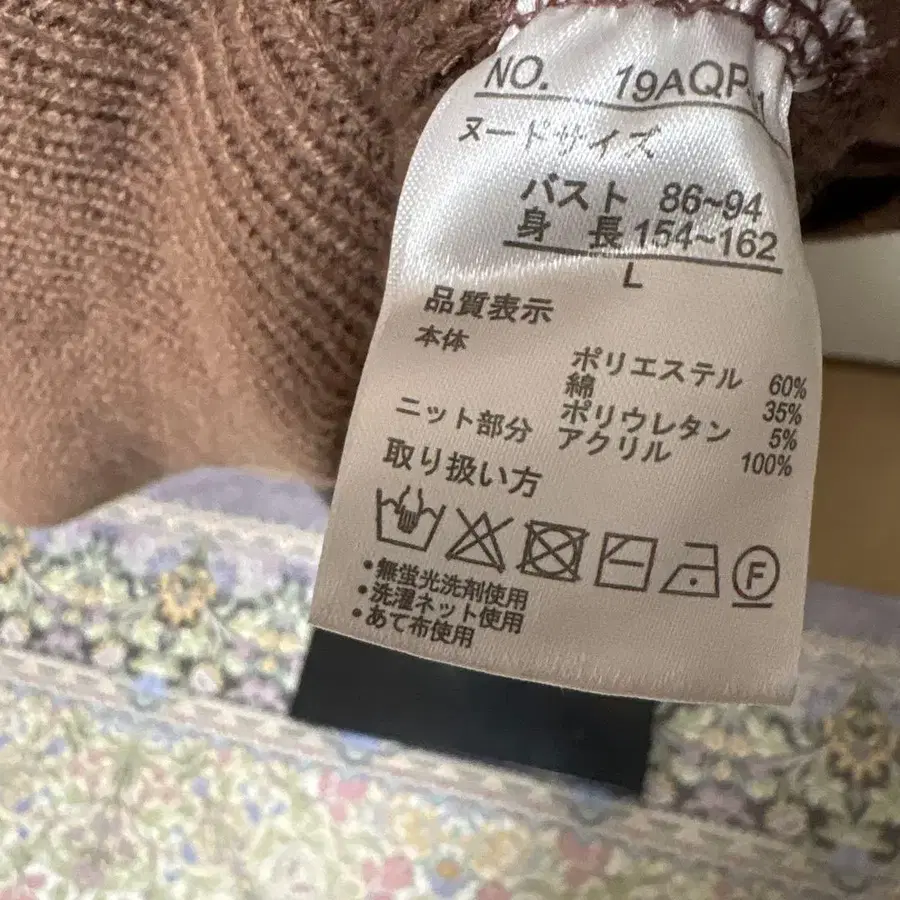 NO. 19AQP
ヌードサイズ
バスト 86~94
身 長 154~162
L
品質表示
本体 ポリエステル 60%
綿 35%
ポリウレタン 5%
ニット部分 アクリル 100%
取り扱い方
F
・無蛍光洗剤使用
・洗濯ネット使用
・あて布使用